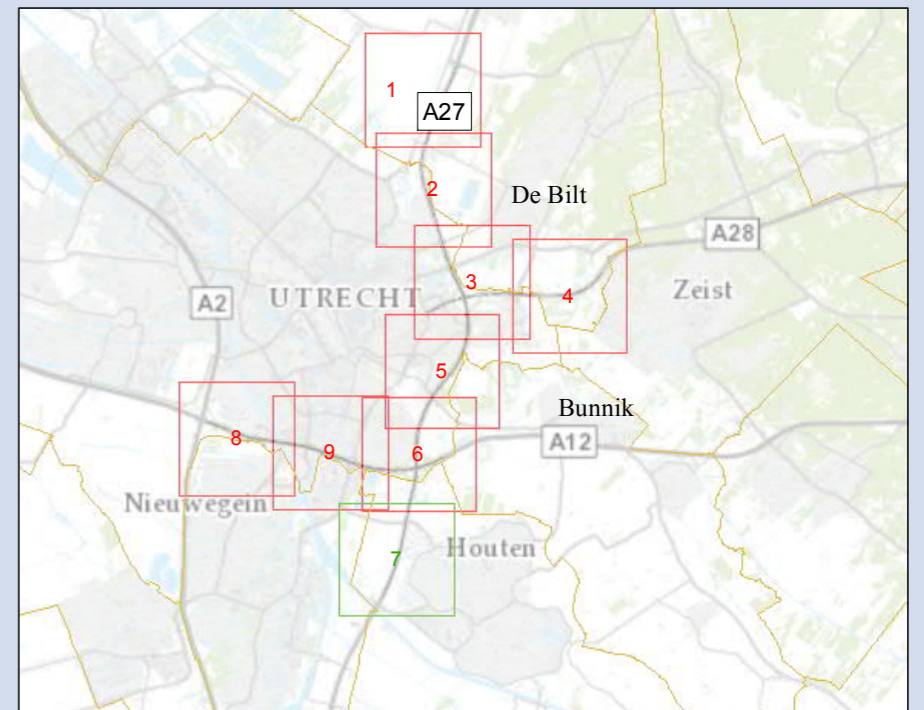 1
A27
2
De Bilt
A28
3
4
Zeist
A2
UTRECHT
5
Bunnik
8
9
6
A12
Nieuwegein
7
Houten